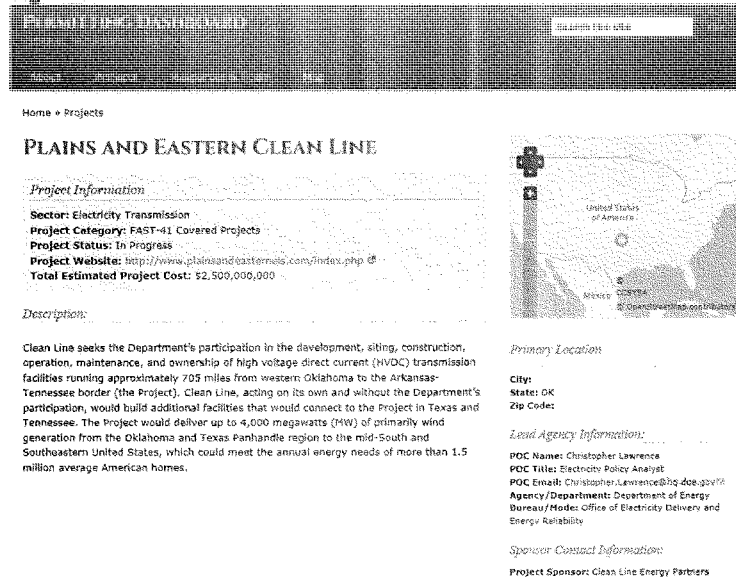 PERMITTING DASHBOARD
About Projects
Home » Projects
PLAINS AND EASTERN CLEAN LINE
Project Information
Sector: Electricity Transmission
Project Category: FAST-41 Covered Projects
Project Status: In Progress
Project Website: http://www.plainsandeasterneis.com/index.php
Total Estimated Project Cost: $2,500,000,000
Description:
Clean Line seeks the Department's participation in the development, siting, construction,
operation, maintenance, and ownership of high voltage direct current (HVDC) transmission
facilities running approximately 705 miles from western Oklahoma to the Arkansas-
Tennessee border (the Project). Clean Line, acting on its own and without the Department's
participation, would build additional facilities that would connect to the Project in Texas and
Tennessee. The Project would deliver up to 4,000 megawatts (MW) of primarily wind
generation from the Oklahoma and Texas Panhandle region to the mid-South and
Southeastern United States, which could meet the annual energy needs of more than 1.5
million average American homes.
United States
of America
Mexico
© OpenStreetMap contributors
Primary Location
City:
State: OK
Zip Code:
Lead Agency Information:
POC Name: Christopher Lawrence
POC Title: Electricity Policy Analyst
POC Email: Christopher.Lawrence@hq.doe.gov
Agency/Department: Department of Energy
Bureau/Mode: Office of Electricity Delivery and
Energy Reliability
Sponsor Contact Information:
Project Sponsor: Clean Line Energy Partners